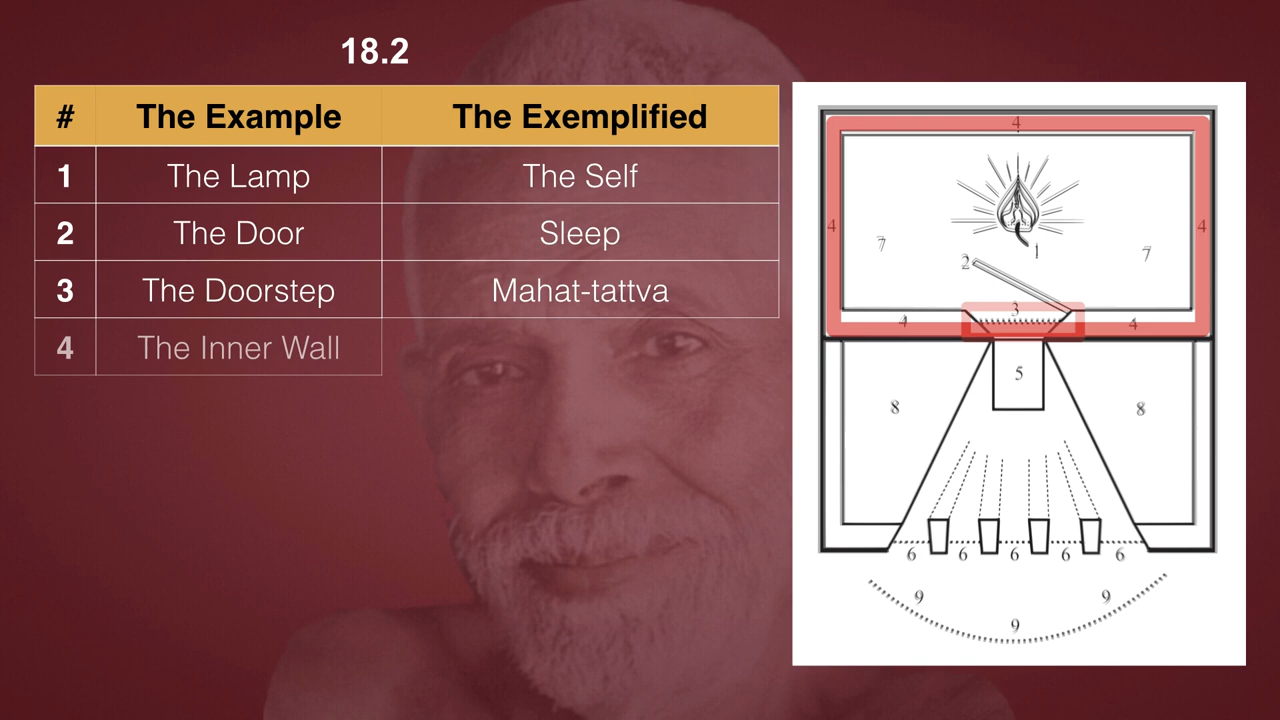 18.2
# The Example The Exemplified
1 The Lamp The Self
2 The Door Sleep
3 The Doorstep Mahat-tattva
4 The Inner Wall
4
4 4
7 1 7
2
3
4 4
5
8 8
6 6 6 6 6
9 9
9